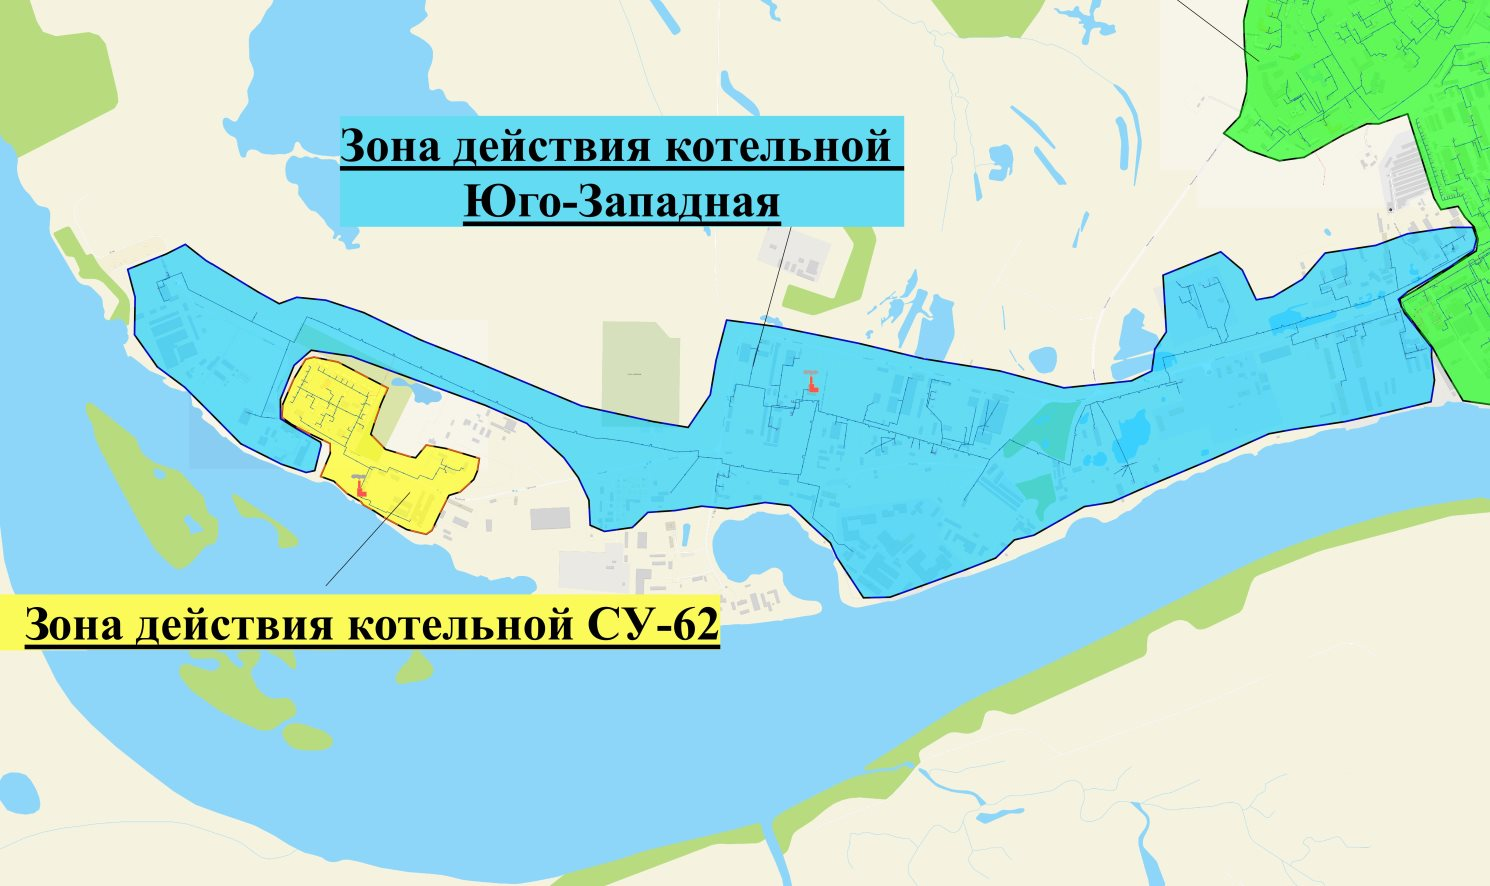 Зона действия котельной
Юго-Западная
Зона действия котельной СУ-62